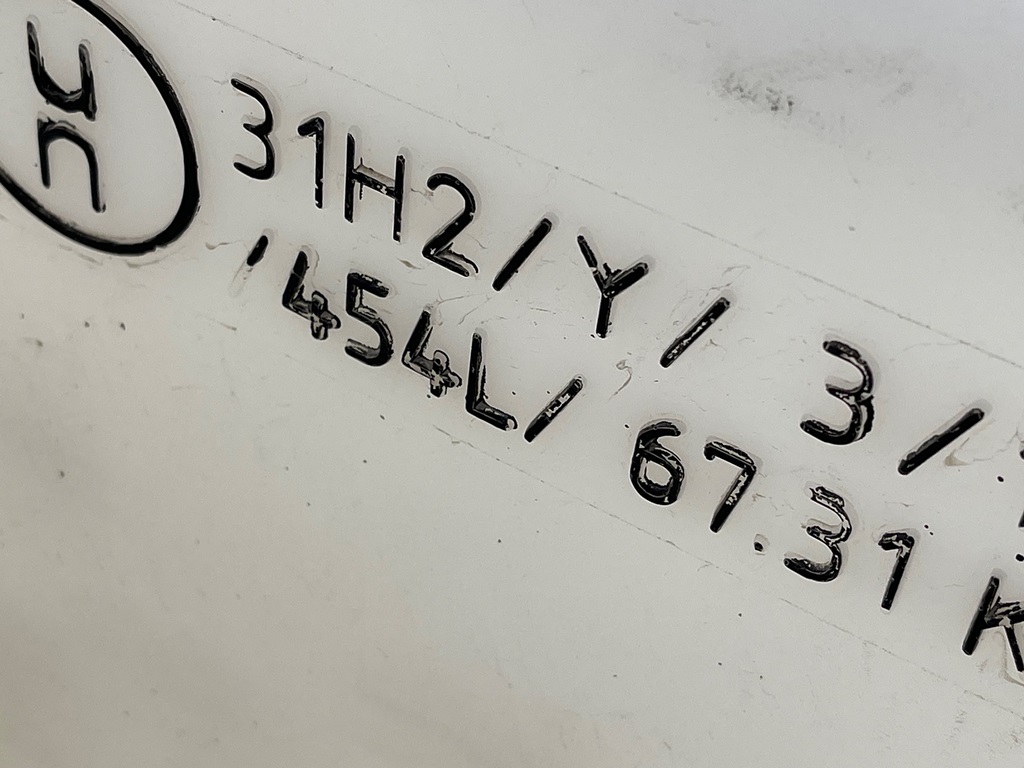 un
31H2/Y/ 3/
/454L/ 67.31 K